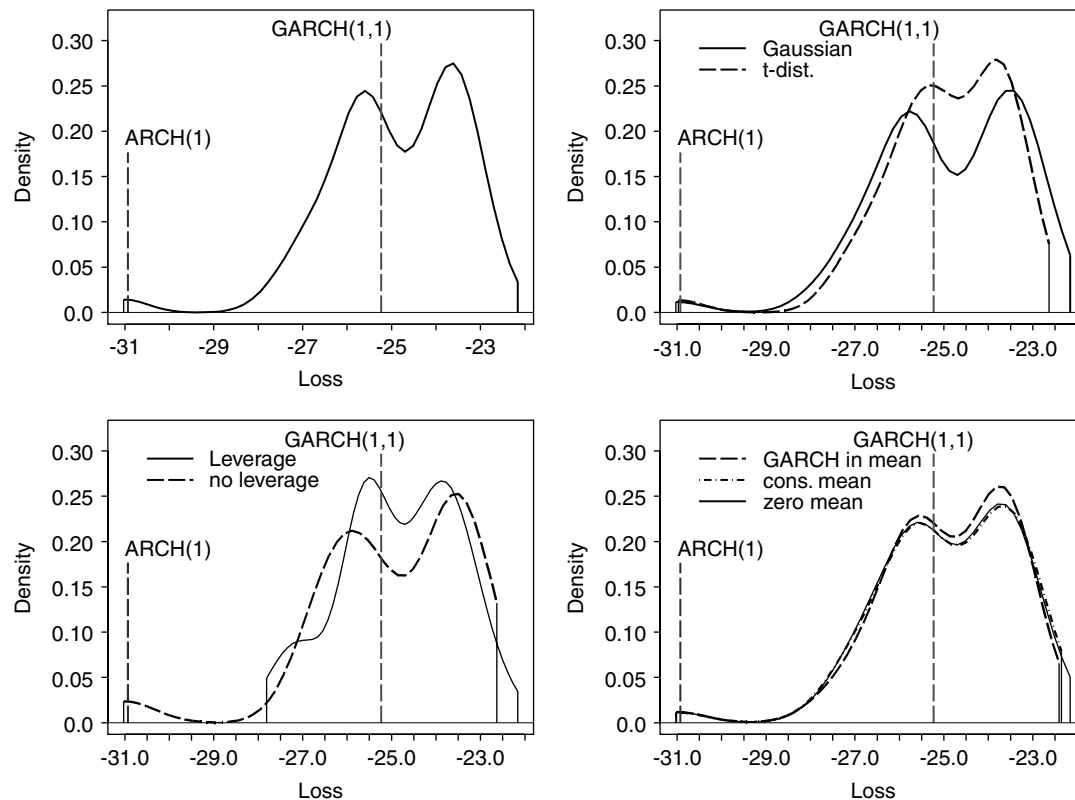 GARCH(1,1)
ARCH(1)
Density
0.30
0.25
0.20
0.15
0.10
0.05
0.0
-31
-29
-27
-25
-23
Loss
GARCH(1,1)
Gaussian
t-dist.
ARCH(1)
Density
0.30
0.25
0.20
0.15
0.10
0.05
0.0
-31.0
-29.0
-27.0
-25.0
-23.0
Loss
GARCH(1,1)
Leverage
no leverage
ARCH(1)
Density
0.30
0.25
0.20
0.15
0.10
0.05
0.0
-31.0
-29.0
-27.0
-25.0
-23.0
Loss
GARCH(1,1)
GARCH in mean
cons. mean
zero mean
ARCH(1)
Density
0.30
0.25
0.20
0.15
0.10
0.05
0.0
-31.0
-29.0
-27.0
-25.0
-23.0
Loss